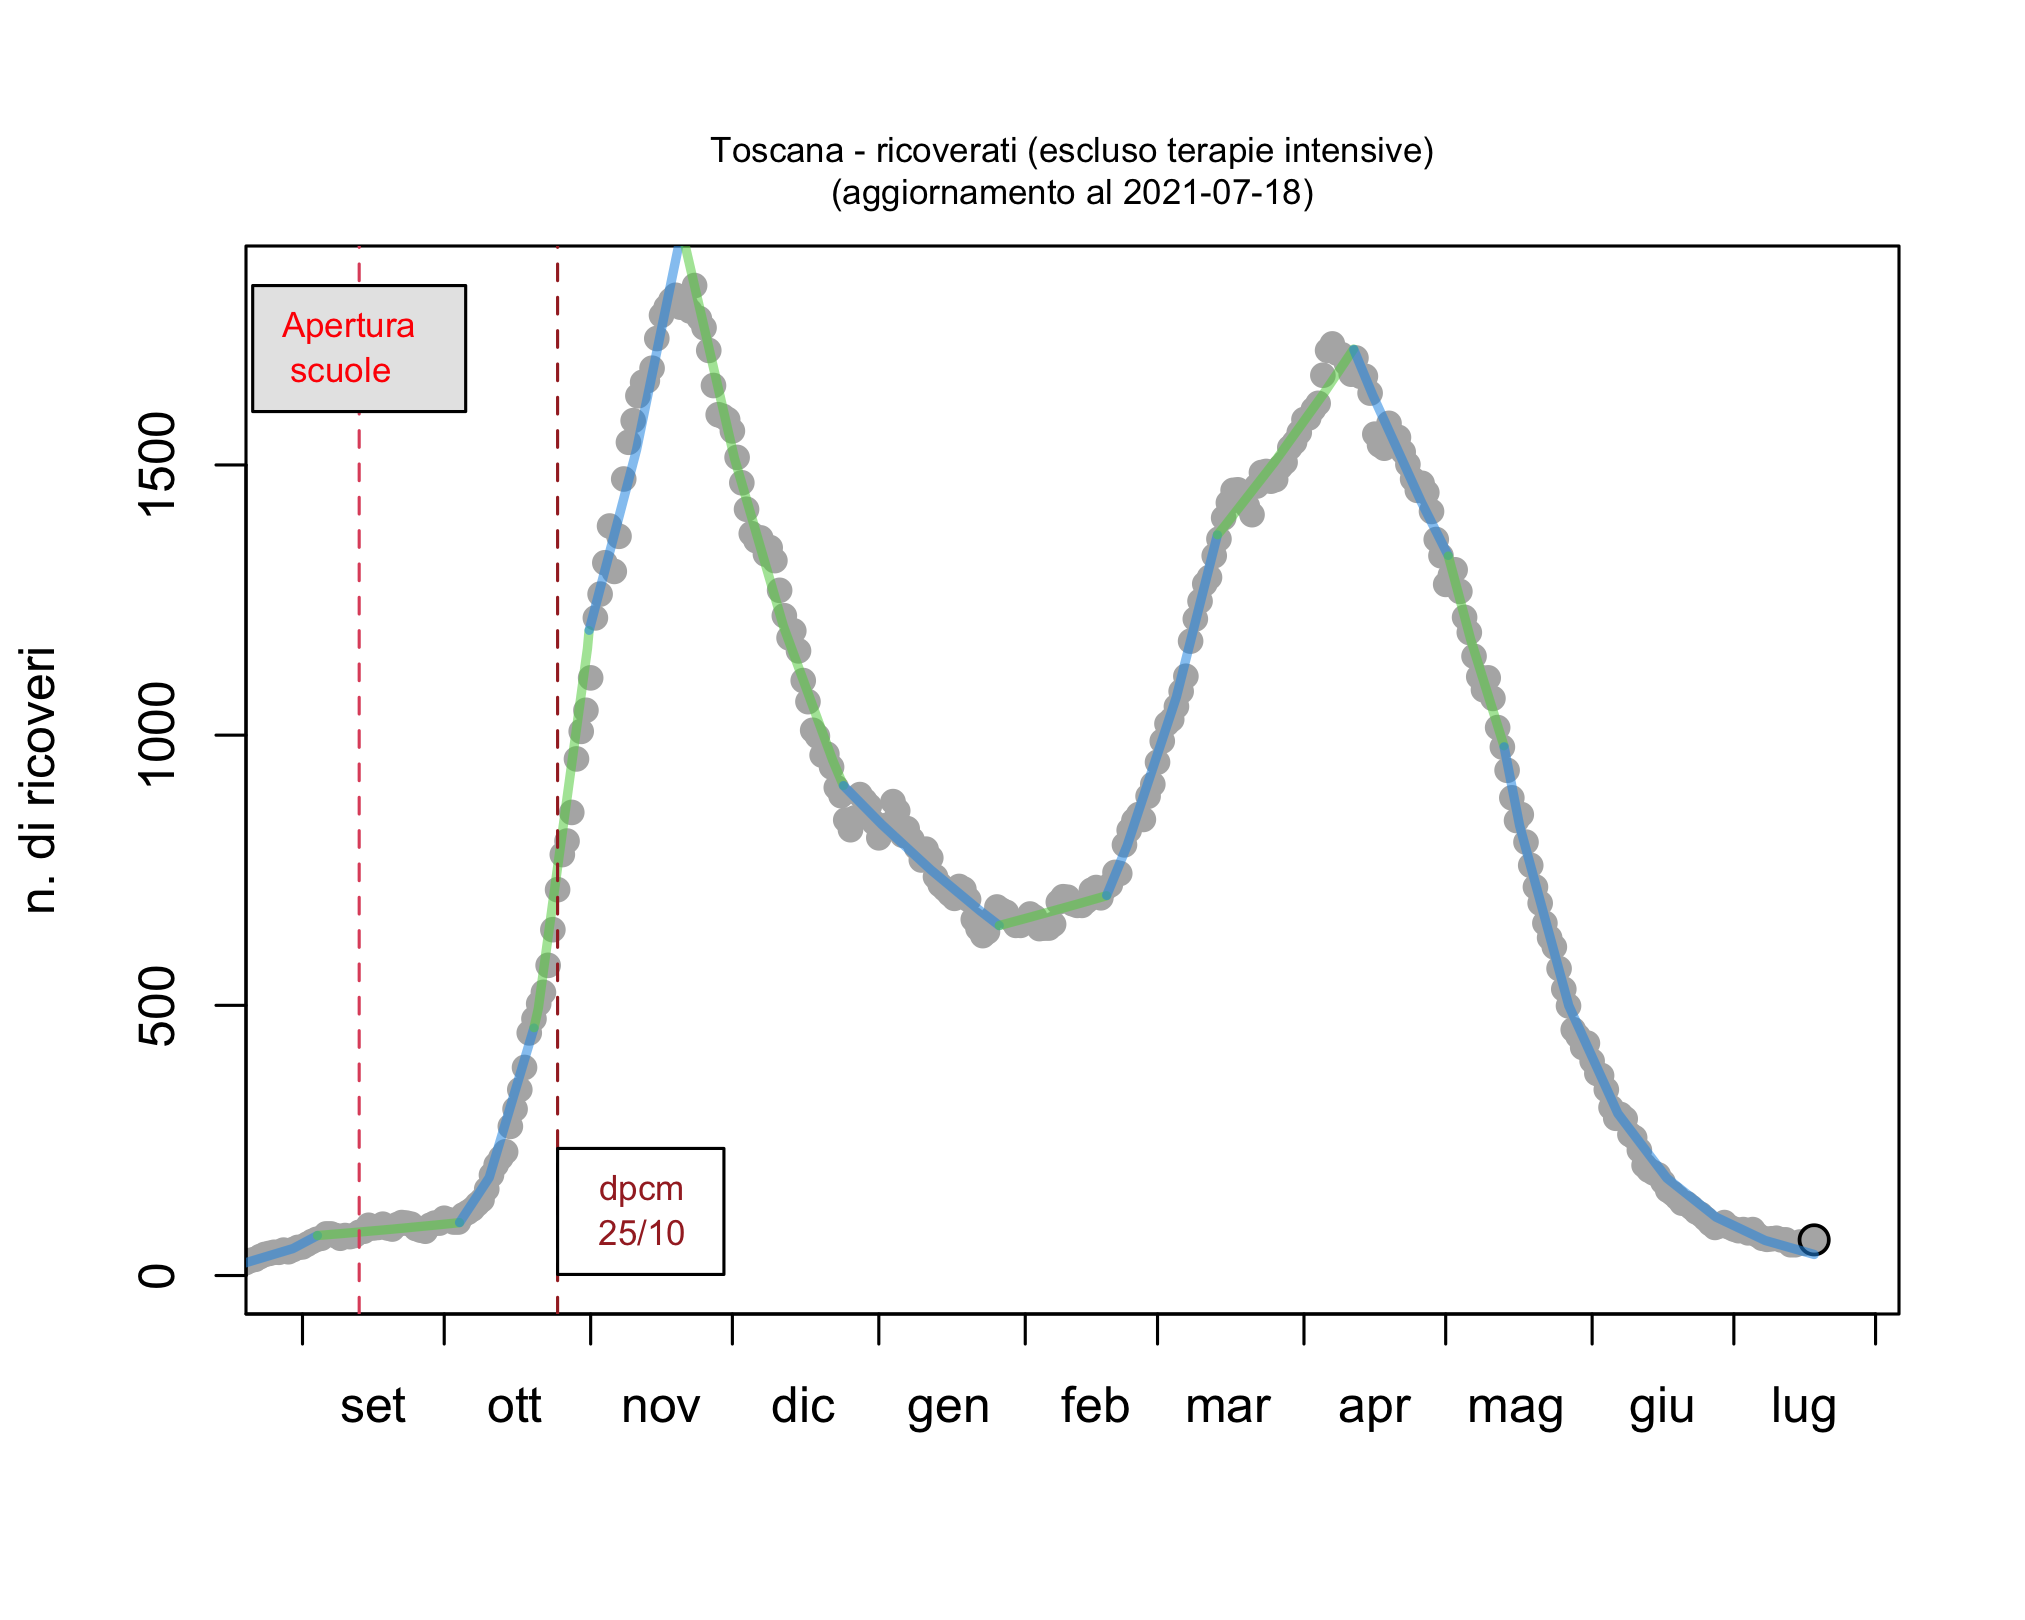 Toscana - ricoverati (escluso terapie intensive)
(aggiornamento al 2021-07-18)
Apertura
scuole
dpcm
25/10
n. di ricoveri
1500
1000
500
0
set ott nov dic gen feb mar apr mag giu lug